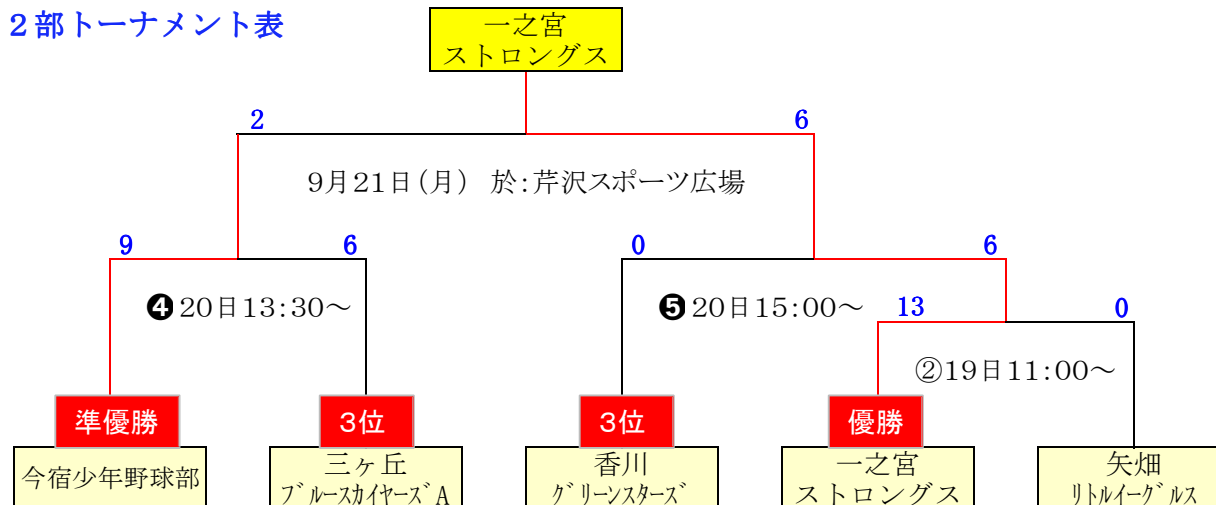 ２部トーナメント表
一之宮
ストロングス
2
6
9月21日(月) 於:芹沢スポーツ広場
9
6
0
6
❹20日13:30～
❺20日15:00～
13
0
②19日11:00～
準優勝
3位
3位
優勝
今宿少年野球部
三ヶ丘
ﾌﾞﾙｰｽｶｲﾔｰｽﾞA
香川
ｸﾞﾘｰﾝｽﾀｰｽﾞ
一之宮
ストロングス
矢畑
ﾘﾄﾙｲｰｸﾞﾙｽ